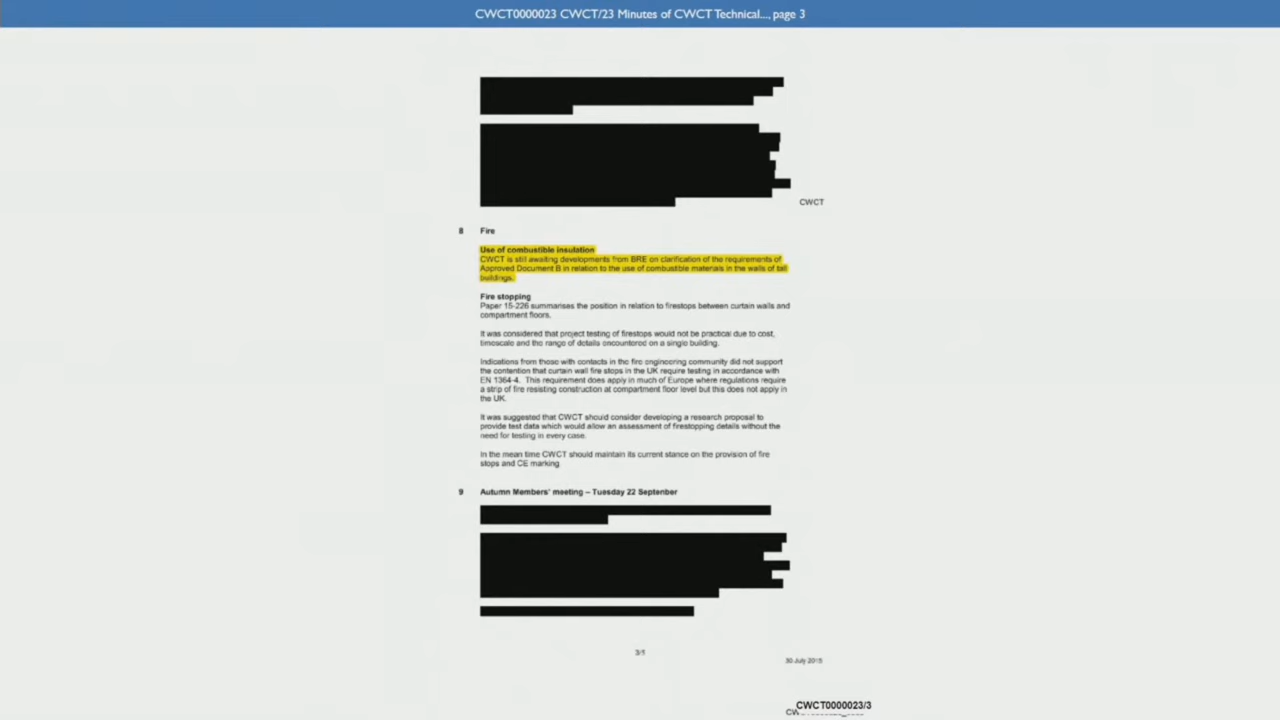 CWCT0000023 CWCT/23 Minutes of CWCT Technical..., page 3
CWCT
8 Fire
Use of combustible insulation
CWCT is still awaiting developments from BRE on clarification of the requirements of
Approved Document B in relation to the use of combustible materials in the walls of tall
buildings.
Fire stopping
Paper 15-226 summarises the position in relation to firestops between curtain walls and
compartment floors.
It was considered that project testing of firestops would not be practical due to cost,
timescale and the range of details encountered on a single building.
Indications from those with contacts in the fire engineering community did not support
the contention that curtain wall fire stops in the UK require testing in accordance with
EN 1364-4. This requirement does apply in much of Europe where regulations require
a strip of fire resisting construction at compartment floor level but this does not apply in
the UK.
It was suggested that CWCT should consider developing a research proposal to
provide test data which would allow an assessment of firestopping details without the
need for testing in every case.
In the mean time CWCT should maintain its current stance on the provision of fire
stops and CE marking
9 Autumn Members' meeting – Tuesday 22 September
3/5
30 July 2015
CWCT0000023/3